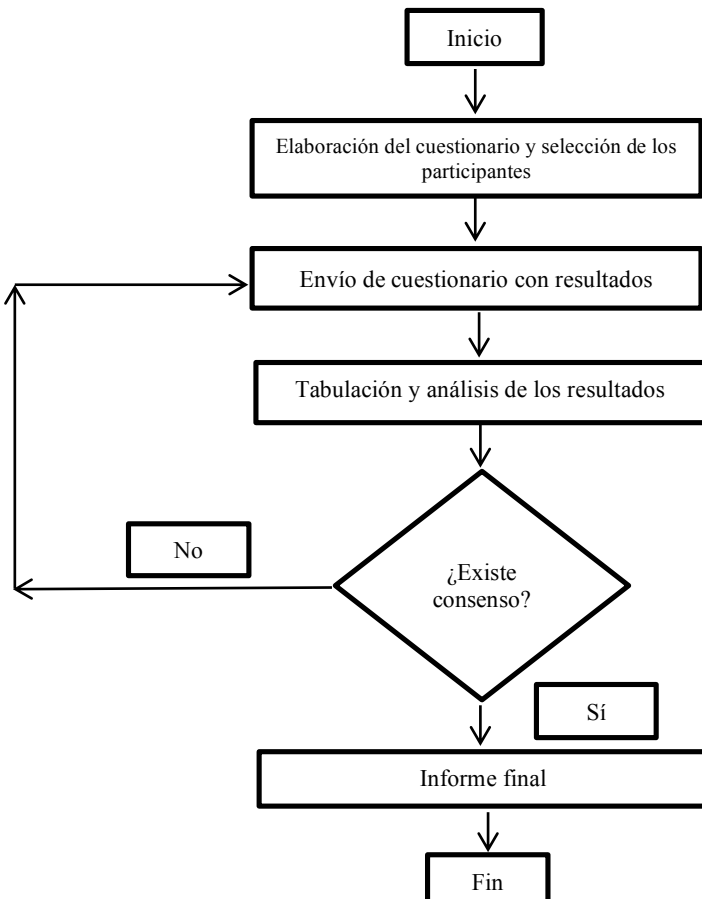 Inicio
Elaboración del cuestionario y selección de los
participantes
Envío de cuestionario con resultados
Tabulación y análisis de los resultados
No
¿Existe
consenso?
Sí
Informe final
Fin